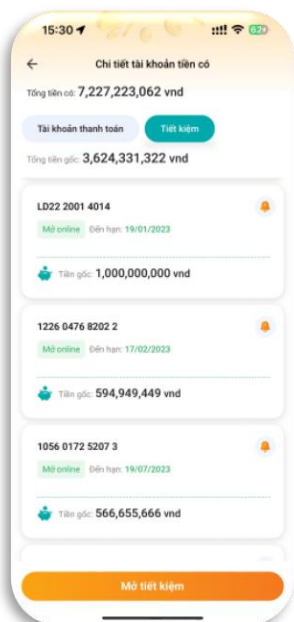 15:30
62
Chi tiết tài khoản tiền có
Tổng tiền có: 7,227,223,062 vnd
Tài khoản thanh toán
Tiết kiệm
Tổng tiền gốc: 3,624,331,322 vnd
LD22 2001 4014
Mở online Đến hạn: 19/01/2023
Tiền gốc: 1,000,000,000 vnd
1226 0476 8202 2
Mở online Đến hạn: 17/02/2023
Tiền gốc: 594,949,449 vnd
1056 0172 5207 3
Mở online Đến hạn: 19/07/2023
Tiền gốc: 566,655,666 vnd
Mở tiết kiệm